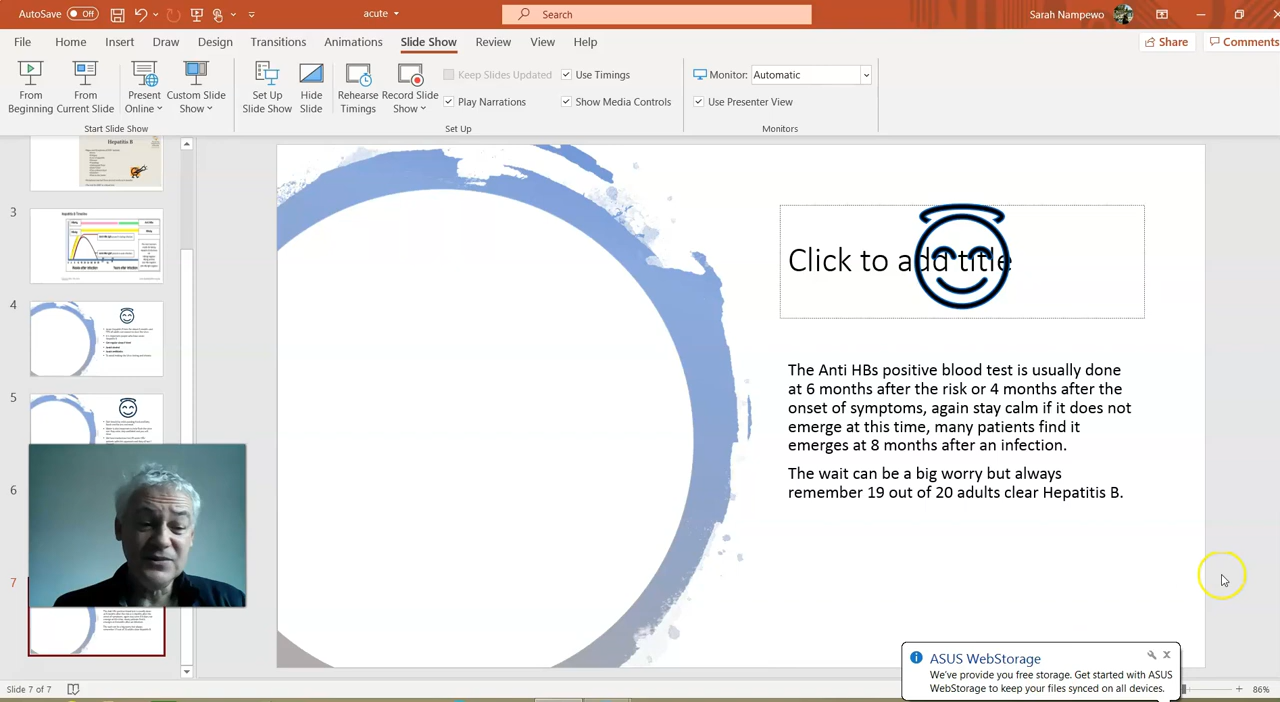 AutoSave Off acute Search Sarah Nampewo
File Home Insert Draw Design Transitions Animations Slide Show Review View Help Share Comments
From Beginning
From Current Slide
Present Online
Custom Slide Show
Set Up Slide Show
Hide Slide
Rehearse Timings
Record Slide Show
Keep Slides Updated
Play Narrations
Use Timings
Show Media Controls
Monitor: Automatic
Use Presenter View
Start Slide Show Set Up Monitors
Hepatitis B
3
4
5
6
7
Click to add title
The Anti HBs positive blood test is usually done
at 6 months after the risk or 4 months after the
onset of symptoms, again stay calm if it does not
emerge at this time, many patients find it
emerges at 8 months after an infection.
The wait can be a big worry but always
remember 19 out of 20 adults clear Hepatitis B.
ASUS WebStorage
We've provide you free storage. Get started with ASUS
WebStorage to keep your files synced on all devices.
Slide 7 of 7
86%